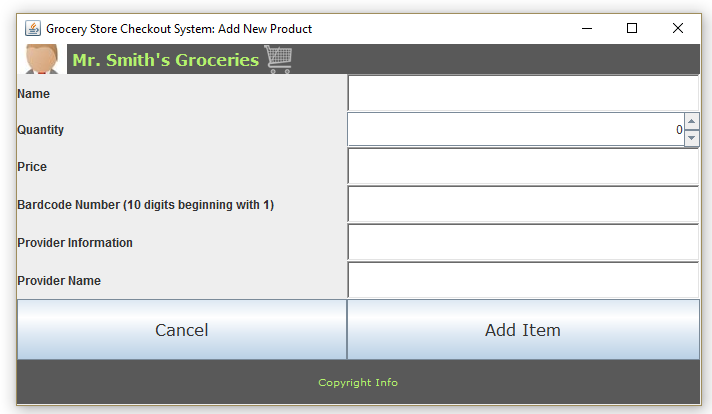 Grocery Store Checkout System: Add New Product
Mr. Smith's Groceries
Name
Quantity
0
Price
Bardcode Number (10 digits beginning with 1)
Provider Information
Provider Name
Cancel
Add Item
Copyright Info